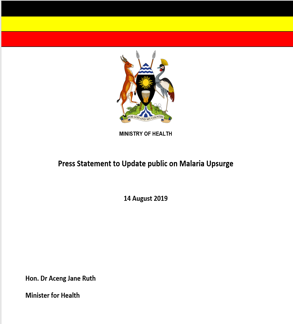 MINISTRY OF HEALTH
Press Statement to Update public on Malaria Upsurge
14 August 2019
Hon. Dr Aceng Jane Ruth
Minister for Health